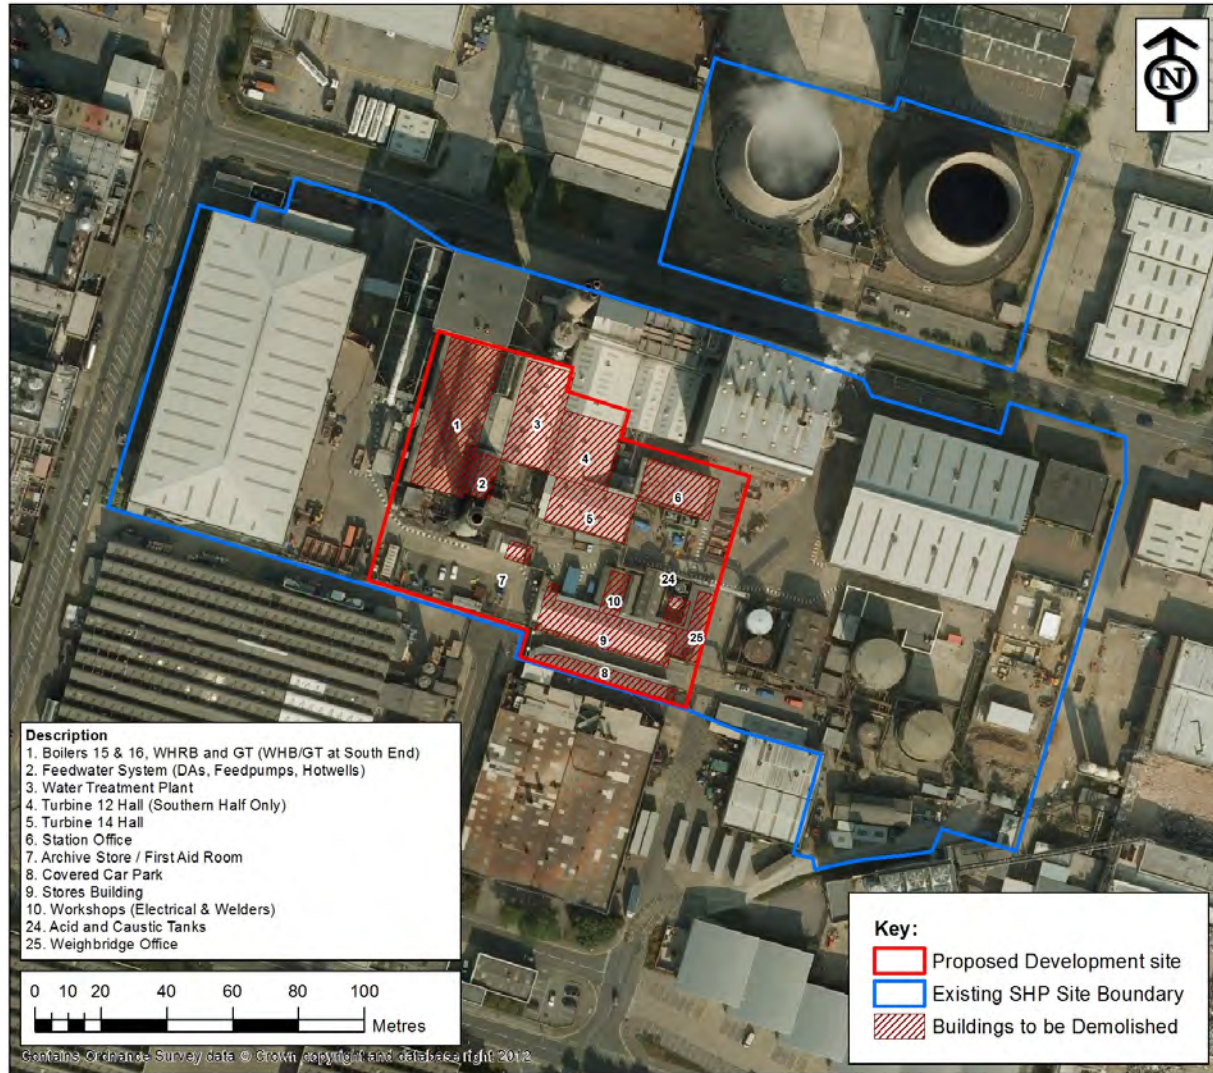 N
1
3
4
2
6
5
7
24
10
25
9
8
Description
1. Boilers 15 & 16, WHRB and GT (WHB/GT at South End)
2. Feedwater System (DAs, Feedpumps, Hotwells)
3. Water Treatment Plant
4. Turbine 12 Hall (Southern Half Only)
5. Turbine 14 Hall
6. Station Office
7. Archive Store / First Aid Room
8. Covered Car Park
9. Stores Building
10. Workshops (Electrical & Welders)
24. Acid and Caustic Tanks
25. Weighbridge Office
0 10 20 40 60 80 100
Metres
Contains Ordnance Survey data © Crown copyright and database right 2012
Key:
Proposed Development site
Existing SHP Site Boundary
Buildings to be Demolished